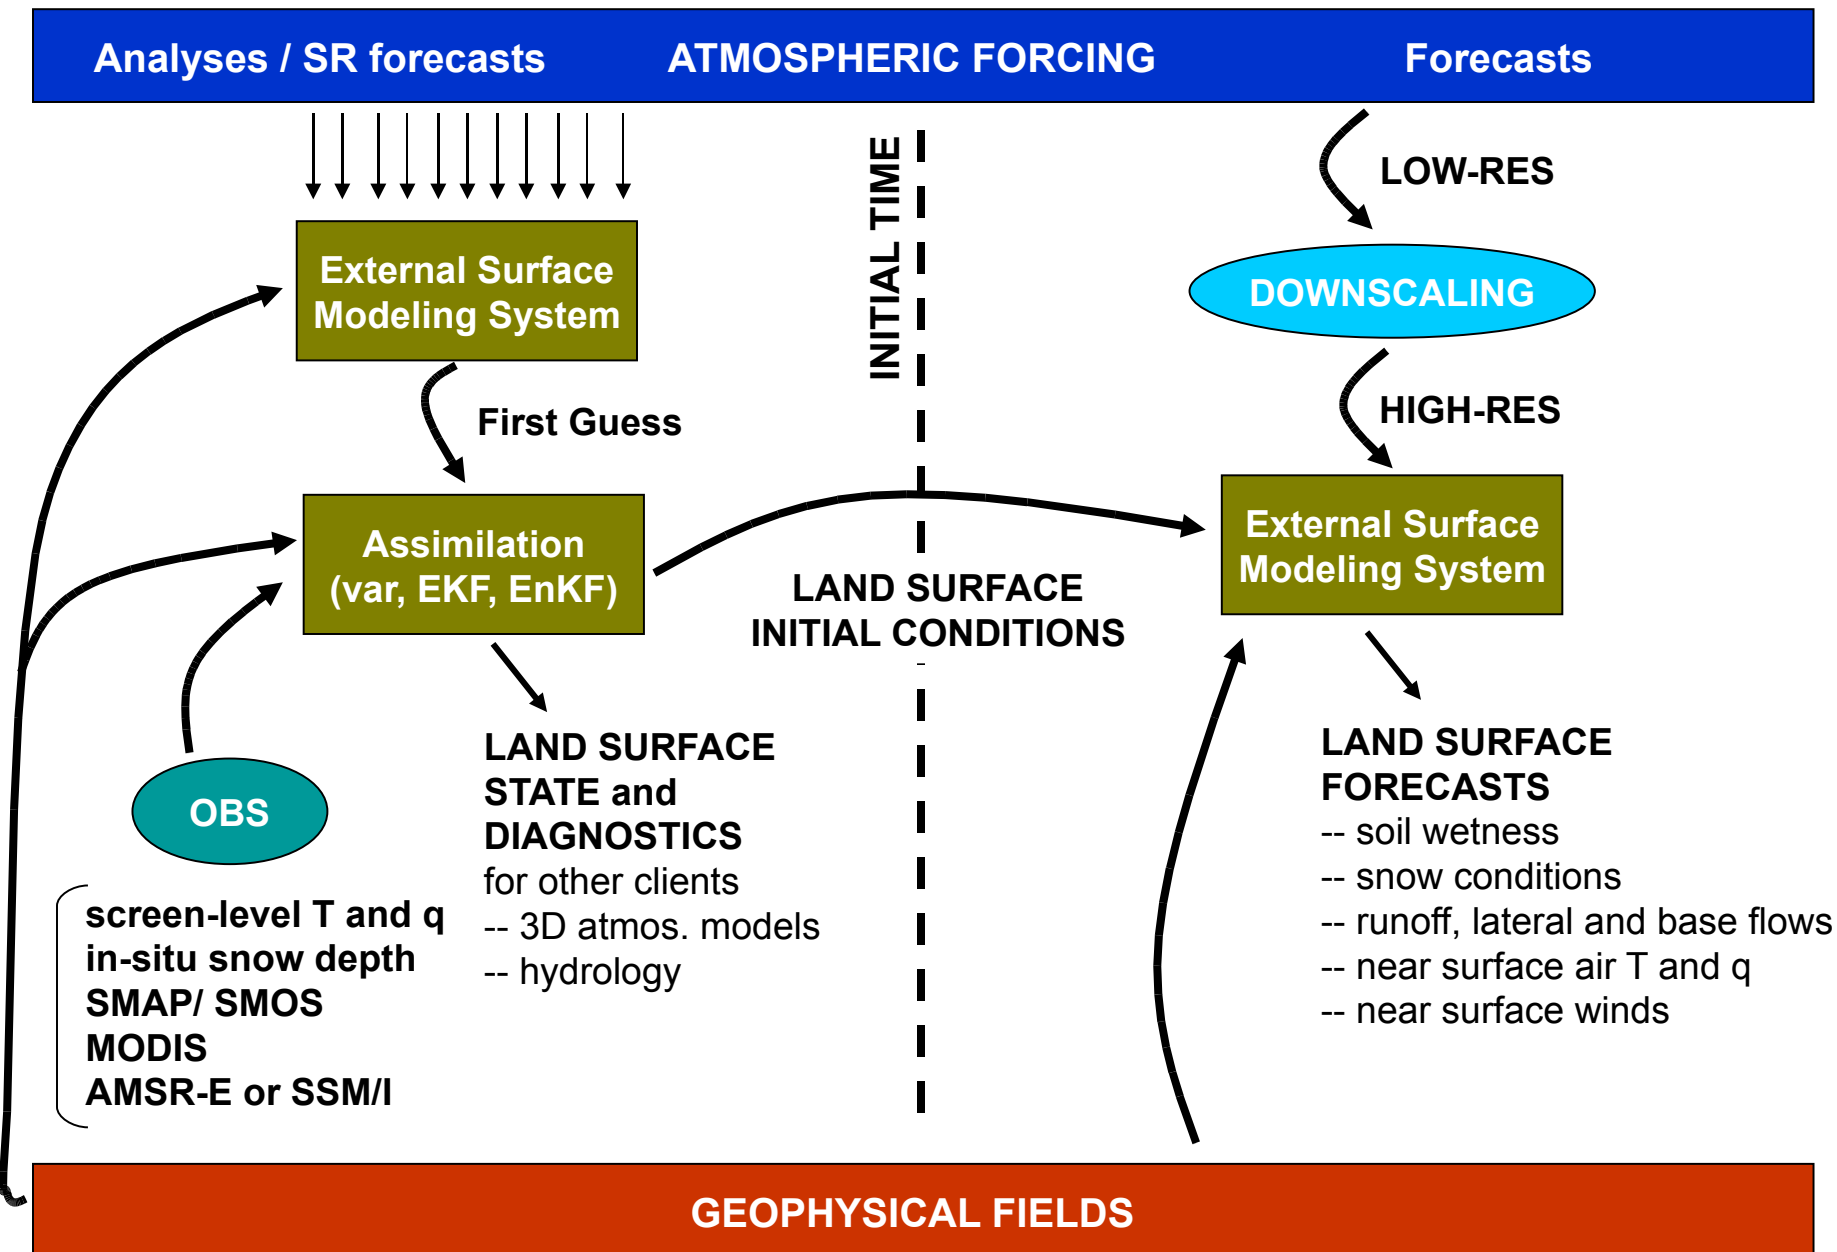 Analyses / SR forecasts
ATMOSPHERIC FORCING
Forecasts
External Surface
Modeling System
First Guess
Assimilation
(var, EKF, EnKF)
OBS
screen-level T and q
in-situ snow depth
SMAP/ SMOS
MODIS
AMSR-E or SSM/I
LAND SURFACE
STATE and
DIAGNOSTICS
for other clients
-- 3D atmos. models
-- hydrology
INITIAL TIME
LAND SURFACE
INITIAL CONDITIONS
LOW-RES
DOWNSCALING
HIGH-RES
External Surface
Modeling System
LAND SURFACE
FORECASTS
-- soil wetness
-- snow conditions
-- runoff, lateral and base flows
-- near surface air T and q
-- near surface winds
GEOPHYSICAL FIELDS